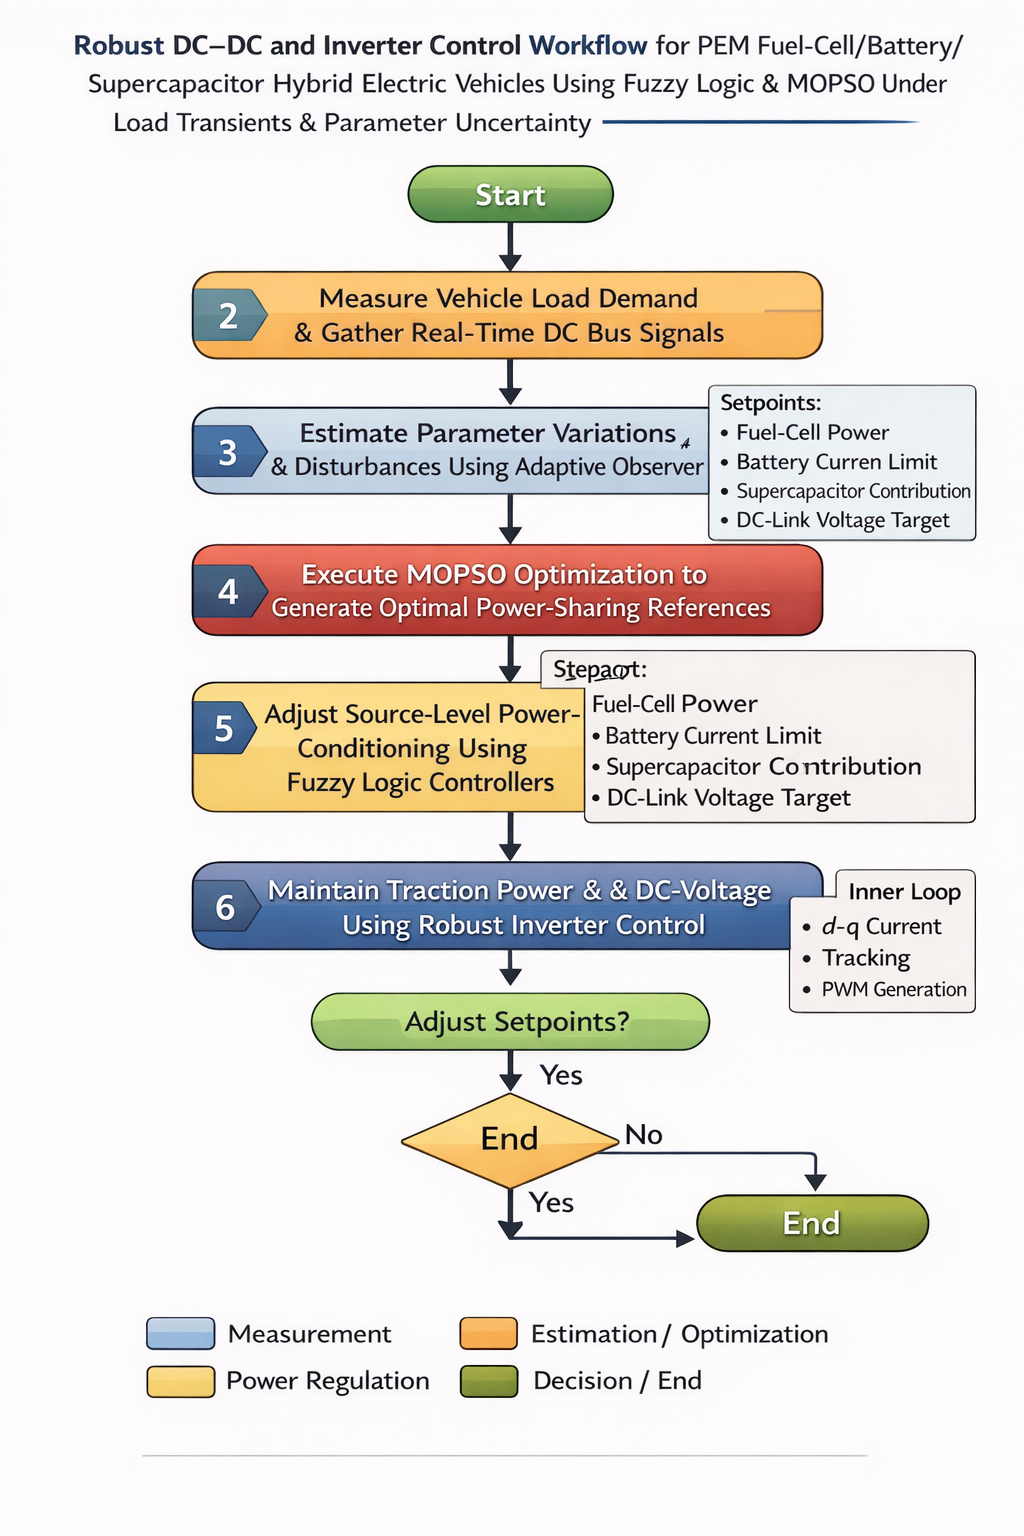 Robust DC–DC and Inverter Control Workflow for PEM Fuel-Cell/Battery/
Supercapacitor Hybrid Electric Vehicles Using Fuzzy Logic & MOPSO Under
Load Transients & Parameter Uncertainty
Start
2
Measure Vehicle Load Demand
& Gather Real-Time DC Bus Signals
3
Estimate Parameter Variations
& Disturbances Using Adaptive Observer
Setpoints:
• Fuel-Cell Power
• Battery Curren Limit
• Supercapacitor Contribution
• DC-Link Voltage Target
4
Execute MOPSO Optimization to
Generate Optimal Power-Sharing References
5
Adjust Source-Level Power-
Conditioning Using
Fuzzy Logic Controllers
Fuel-Cell Power
• Battery Current Limit
• Supercapacitor Contribution
• DC-Link Voltage Target
6
Maintain Traction Power & & DC-Voltage
Using Robust Inverter Control
Inner Loop
• d-q Current
• Tracking
• PWM Generation
Adjust Setpoints?
Yes
End
No
Yes
End
Measurement
Estimation / Optimization
Power Regulation
Decision / End